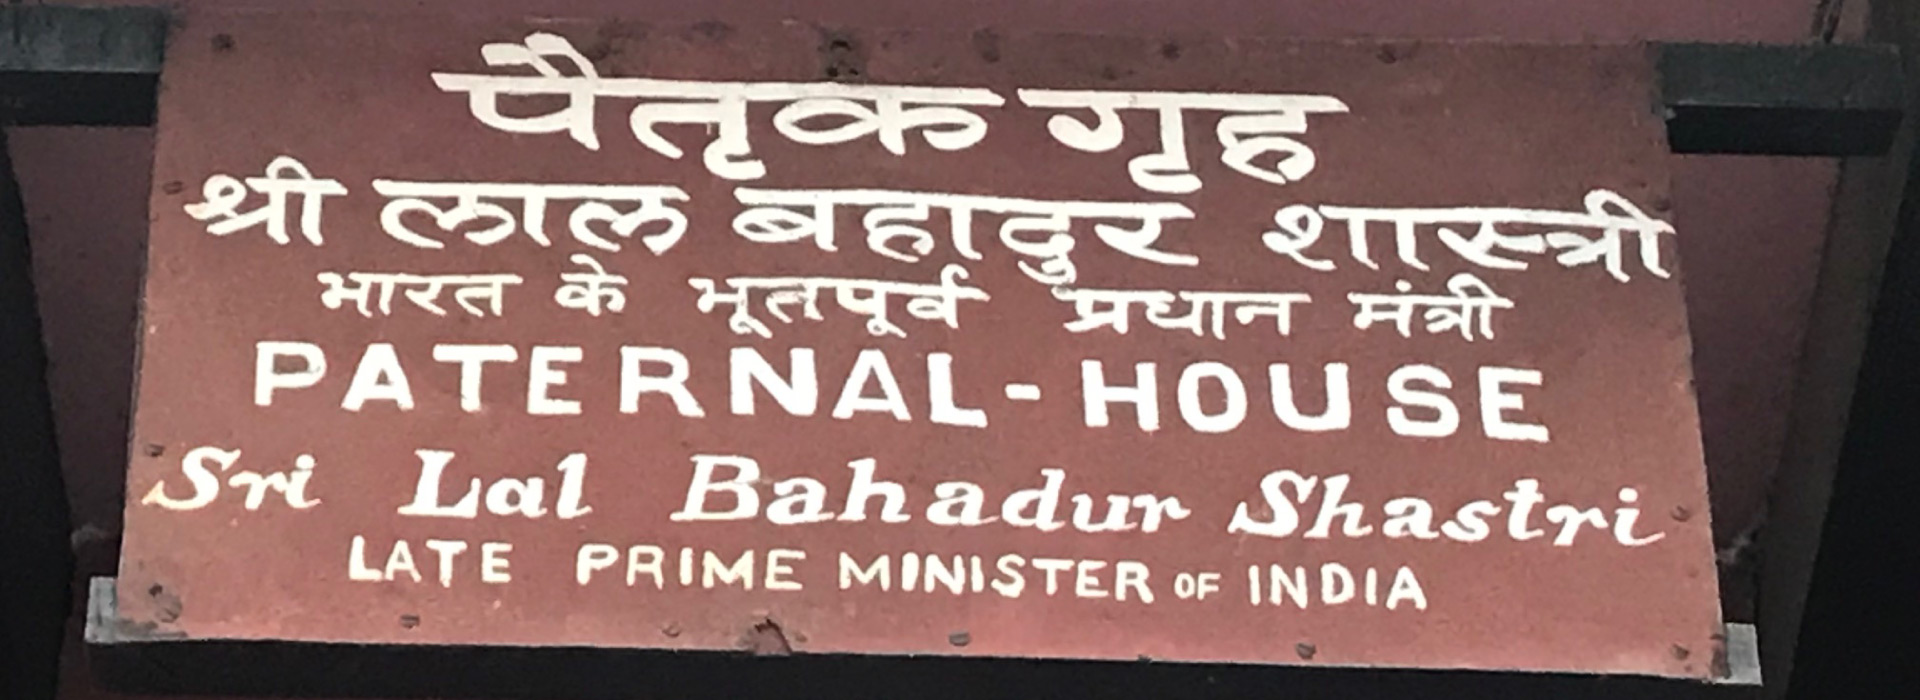 पैतृक गृह
श्री लाल बहादुर शास्त्री
भारत के भूतपूर्व प्रधान मंत्री
PATERNAL-HOUSE
Sri Lal Bahadur Shastri
LATE PRIME MINISTER OF INDIA